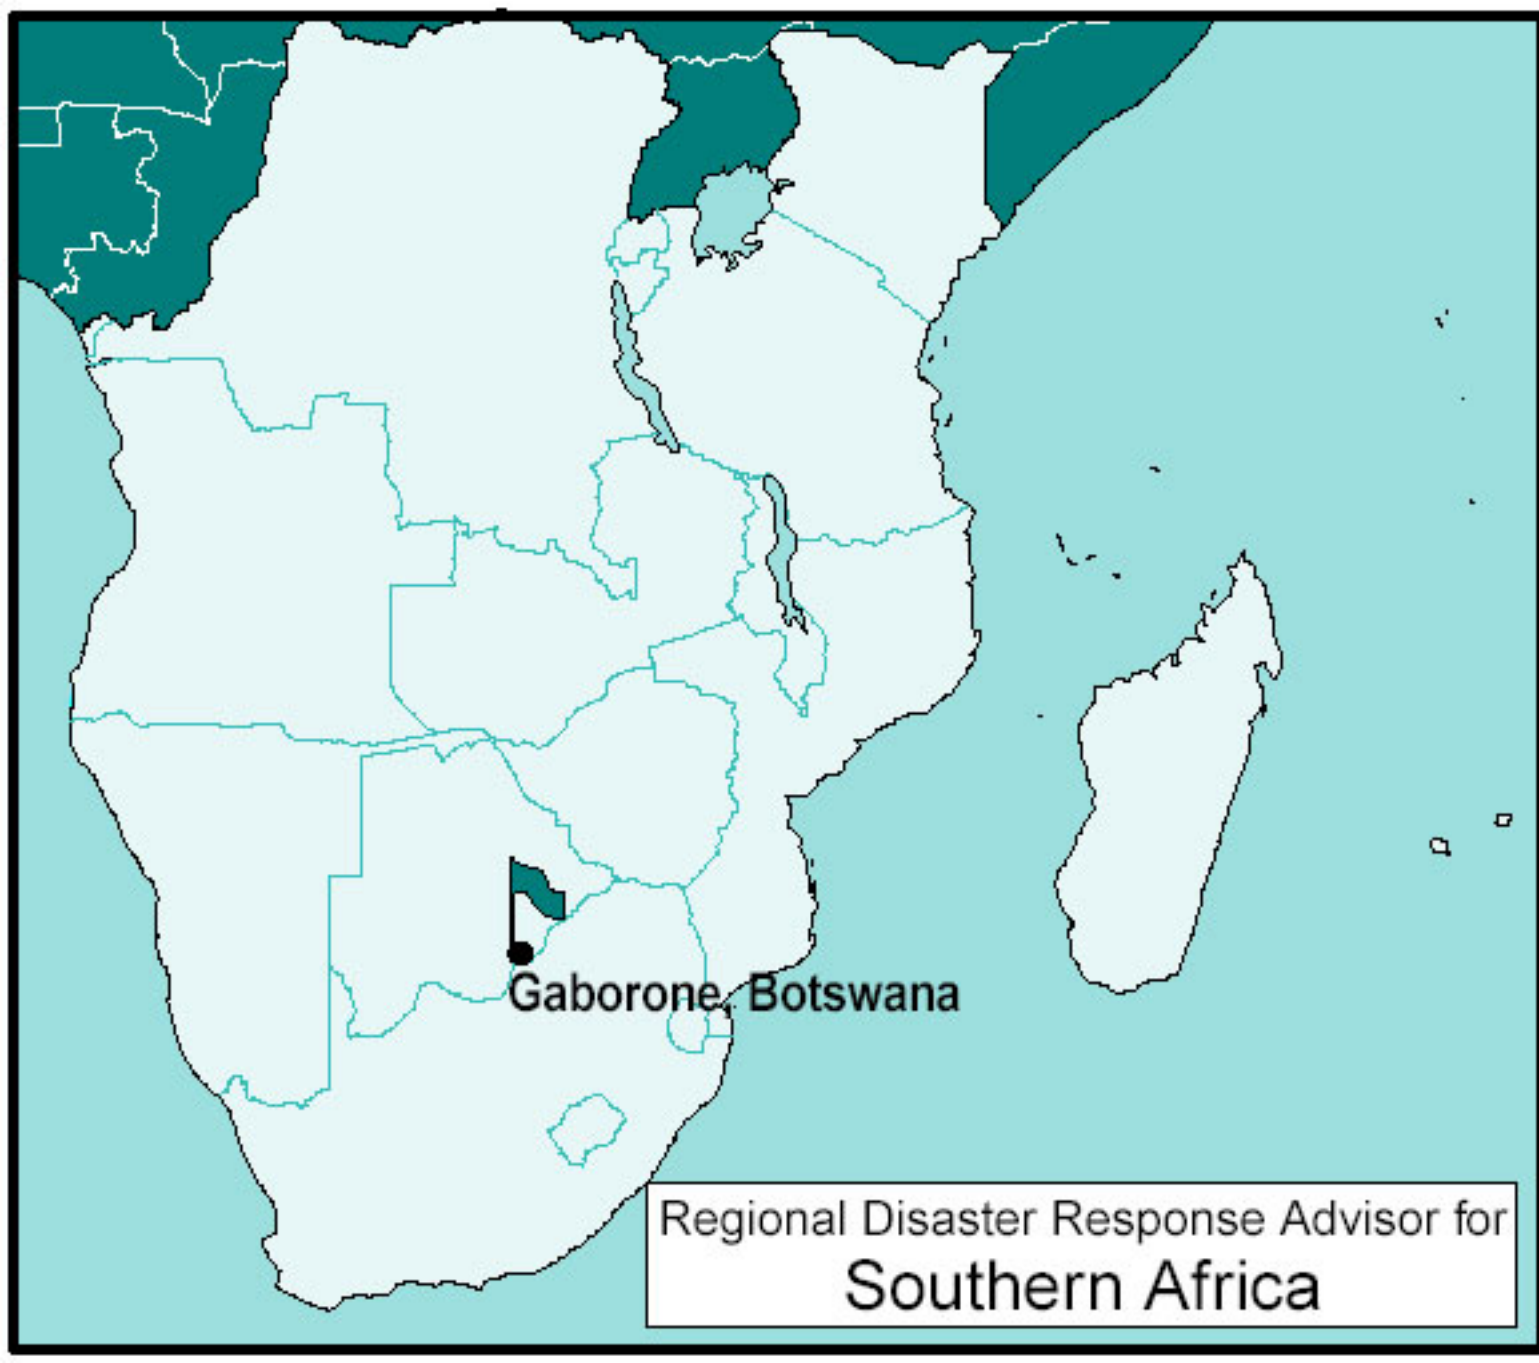 Gaborone, Botswana
Regional Disaster Response Advisor for
Southern Africa